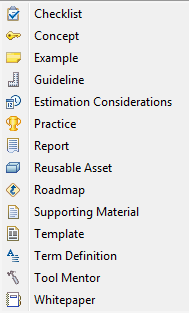 Checklist
Concept
Example
Guideline
Estimation Considerations
Practice
Report
Reusable Asset
Roadmap
Supporting Material
Template
Term Definition
Tool Mentor
Whitepaper